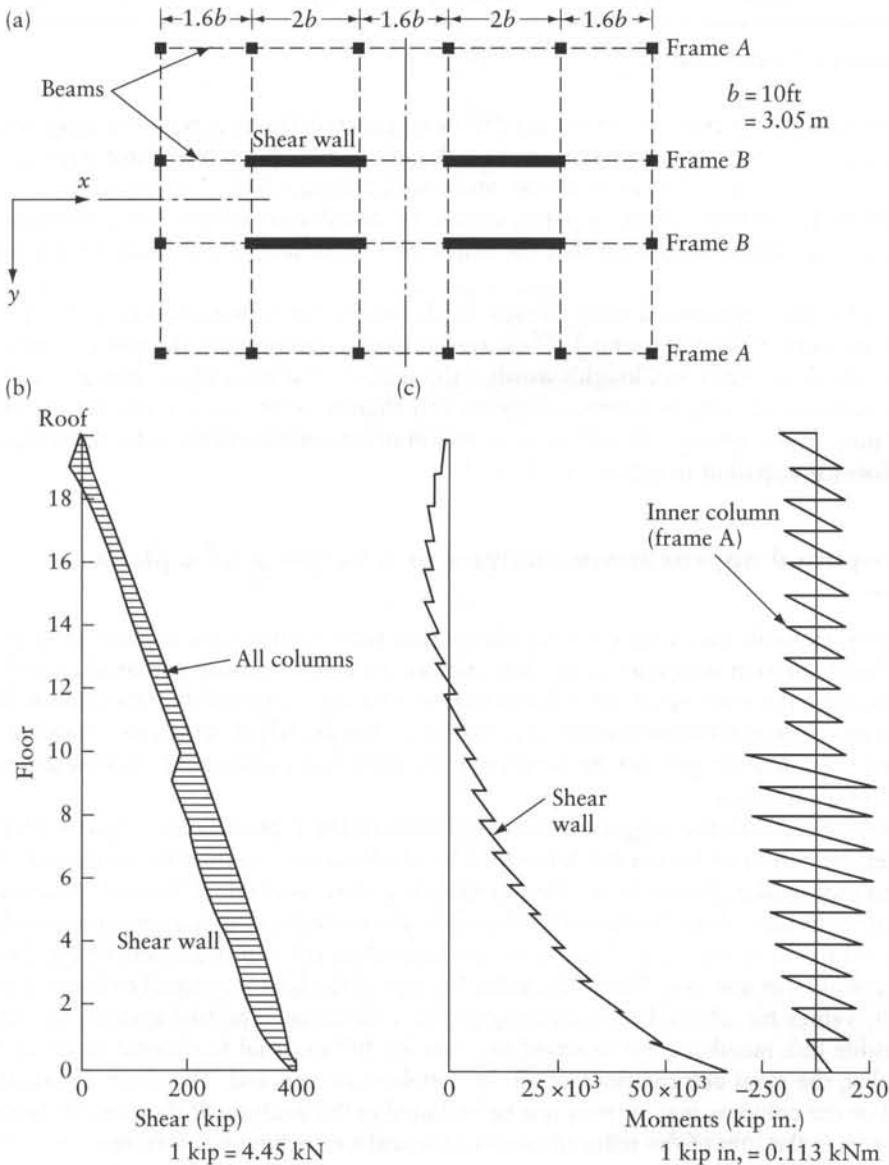 (a)
1.6b 2b 1.6b 2b 1.6b
Frame A
Beams
b = 10ft
= 3.05 m
Shear wall
Frame B
x
Frame B
y
Frame A
(b)
(c)
Roof
18
16
14
12
10
8
6
4
2
0
Floor
Inner column
(frame A)
All columns
Shear
wall
Shear wall
0 200 400
Shear (kip)
1 kip = 4.45 kN
0 25 × 10³ 50 × 10³ -250 0 250
Moments (kip in.)
1 kip in, = 0.113 kNm